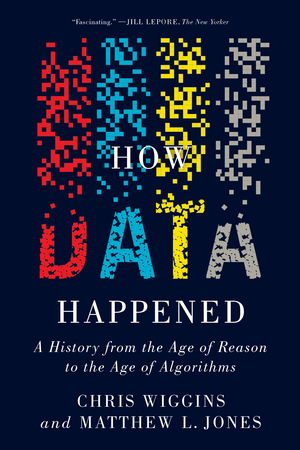 “Fascinating.” —JILL LEPORE, The New Yorker
HOW
DATA
HAPPENED
A History from the Age of Reason
to the Age of Algorithms
CHRIS WIGGINS
and MATTHEW L. JONES